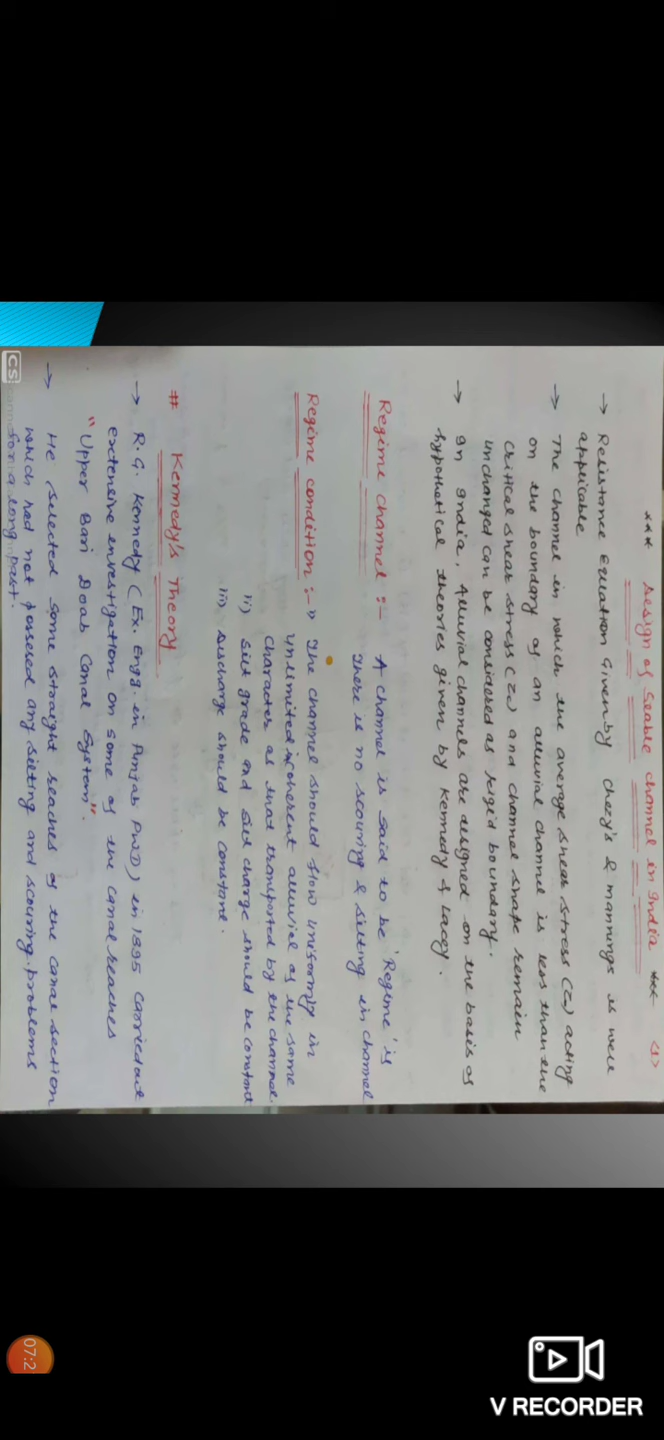 *** Design of Seable channel in India *** <1>
→ Resistance Equation Given by chezy's & mannings is were
applicable
→ The channel in which the average shear stress (τ) acting
on the boundary of an alluvial channel is less than the
critical shear stress (τc) and channel shape remain
unchanged can be considered as rigid boundary.
→ In India, Alluvial channels are designed on the basis of
hypothetical theories given by Kennedy & Lacey.
Regime channel :- A channel is said to be 'Regime' is
there is no scouring & silting in channel
Regime condition :- i) The channel should flow uniformly in
unlimited incoherent alluvial of the same
character as that transported by the channel.
ii) silt grade and silt charge should be constant
iii) Discharge should be constant.
# Kennedy's Theory
→ R.G. Kennedy (Ex. Engg. in Punjab PWD) in 1895 carriedout
extensive investigation on some of the canal reaches
"Upper Bari Doab Canal System".
→ He selected some straight reaches of the canal section
which had not possesed any silting and scouring problems
for a long past.
CS
07:2
V RECORDER